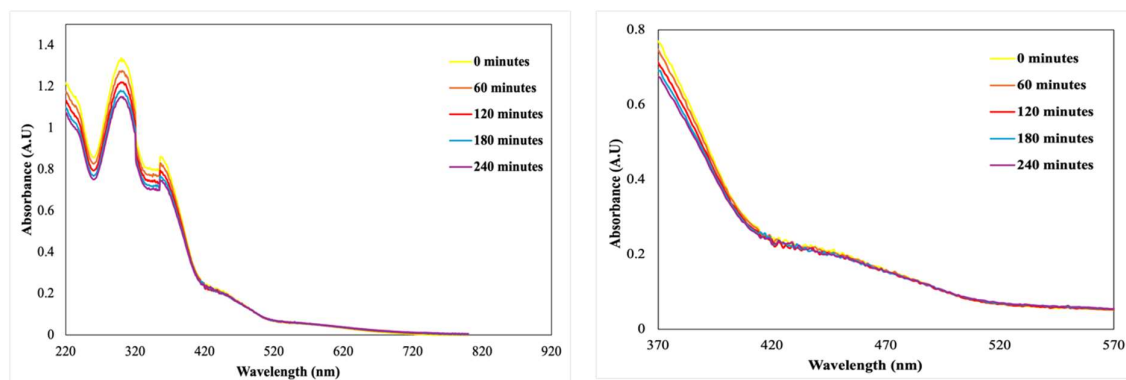 1.4
1.2
1
0.8
0.6
0.4
0.2
0
Absorbance (A.U)
220 320 420 520 620 720 820 920
Wavelength (nm)
0 minutes
60 minutes
120 minutes
180 minutes
240 minutes
0.8
0.6
0.4
0.2
0
Absorbance (A.U)
370 420 470 520 570
Wavelength (nm)
0 minutes
60 minutes
120 minutes
180 minutes
240 minutes